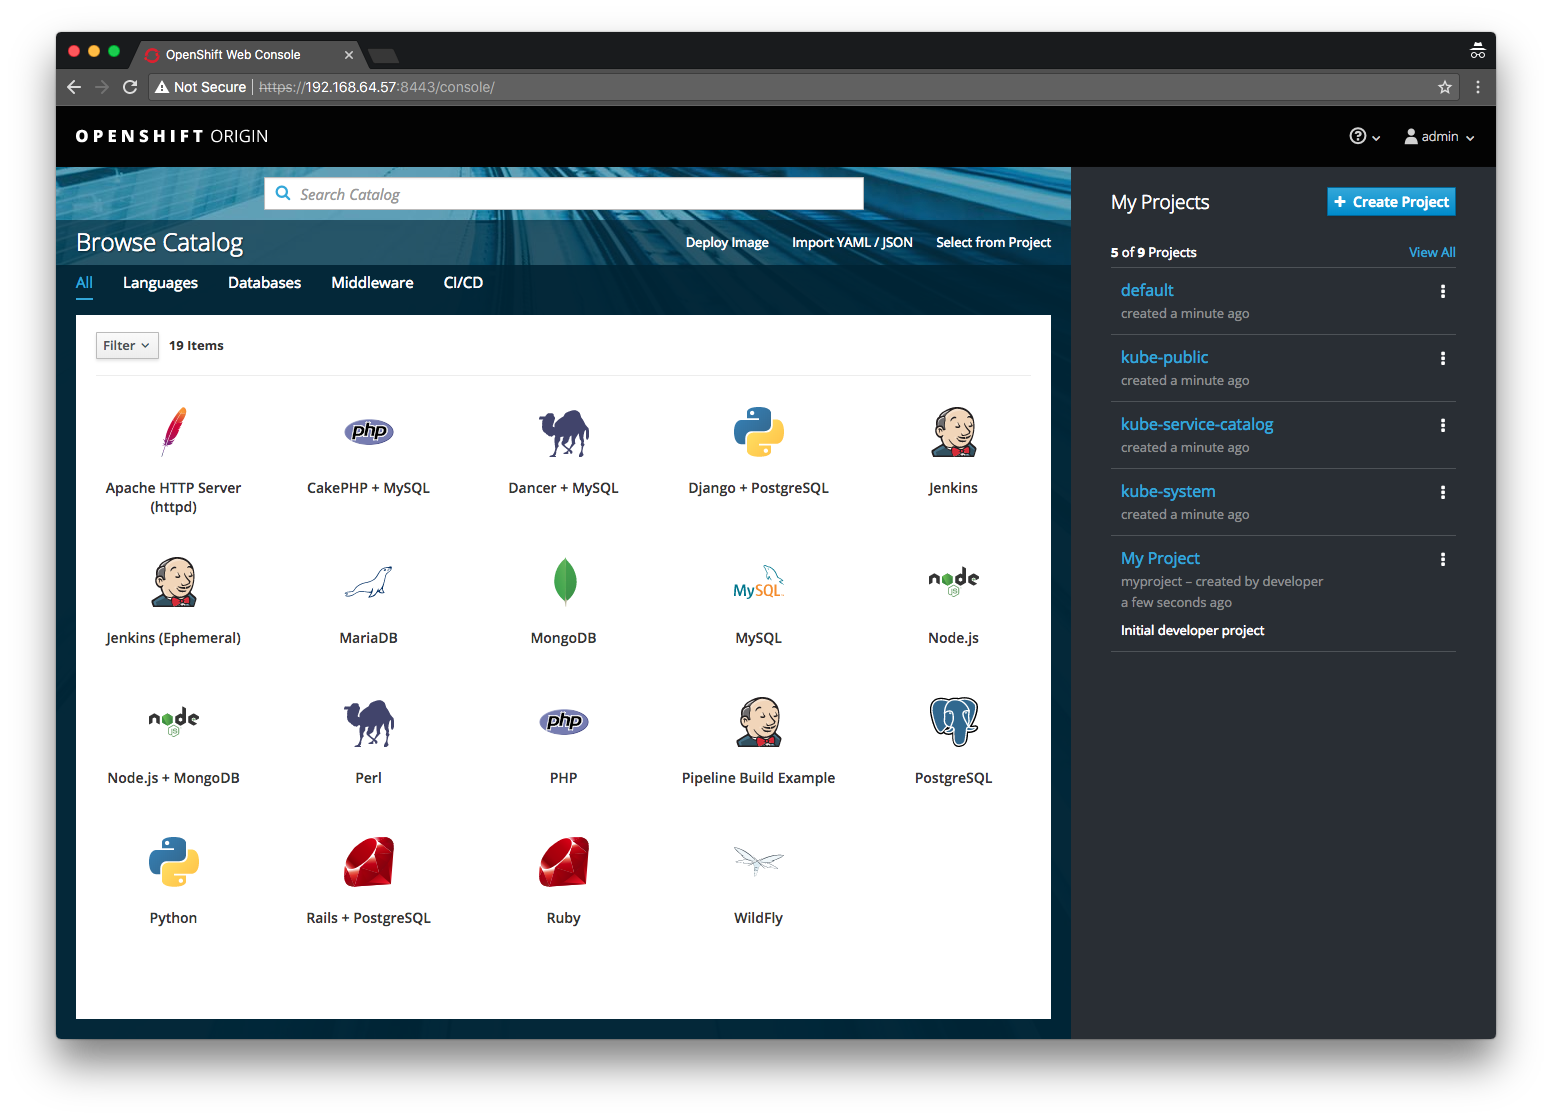 OpenShift Web Console
Not Secure | https://192.168.64.57:8443/console/
OPENSHIFT ORIGIN
admin
Search Catalog
Browse Catalog
Deploy Image
Import YAML / JSON
Select from Project
All
Languages
Databases
Middleware
CI/CD
Filter
19 Items
php
Apache HTTP Server
(httpd)
CakePHP + MySQL
Dancer + MySQL
Django + PostgreSQL
Jenkins
MySQL
node
JS
Jenkins (Ephemeral)
MariaDB
MongoDB
MySQL
Node.js
node
JS
php
Node.js + MongoDB
Perl
PHP
Pipeline Build Example
PostgreSQL
Python
Rails + PostgreSQL
Ruby
WildFly
My Projects
+ Create Project
5 of 9 Projects
View All
default
created a minute ago
kube-public
created a minute ago
kube-service-catalog
created a minute ago
kube-system
created a minute ago
My Project
myproject – created by developer
a few seconds ago
Initial developer project